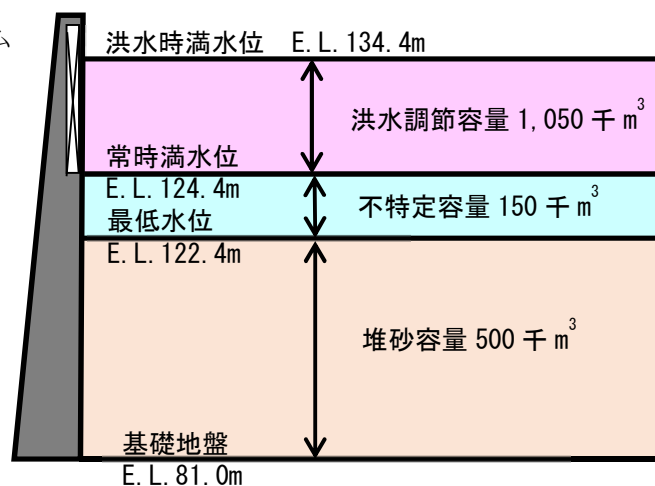 ム
洪水時満水位 E.L.134.4m
洪水調節容量 1,050 千 m³
常時満水位
E.L.124.4m
不特定容量 150 千 m³
最低水位
E.L.122.4m
堆砂容量 500 千 m³
基礎地盤
E.L.81.0m